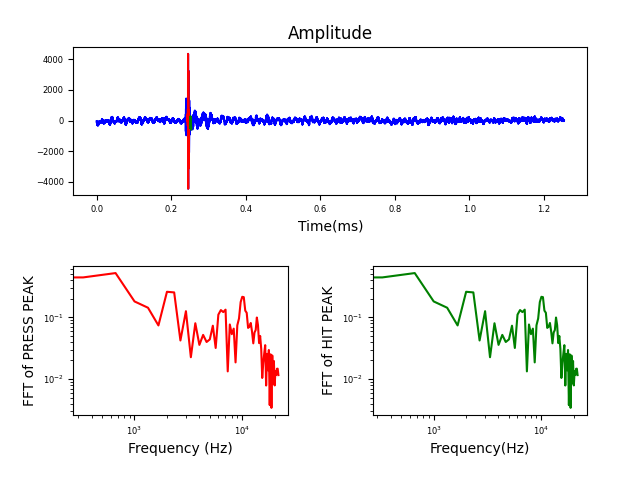 Amplitude
4000
2000
0
−2000
−4000
0.0 0.2 0.4 0.6 0.8 1.0 1.2
Time(ms)
FFT of PRESS PEAK
10⁻¹
10⁻²
10³ 10⁴
Frequency (Hz)
FFT of HIT PEAK
10⁻¹
10⁻²
10³ 10⁴
Frequency(Hz)